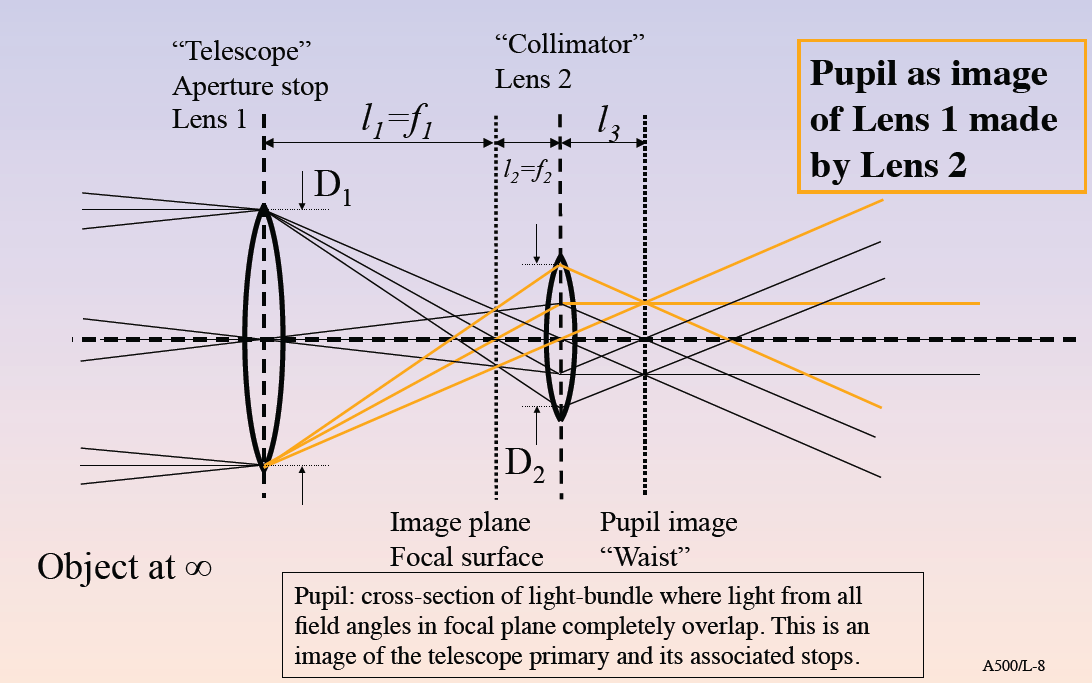 “Telescope”
Aperture stop
Lens 1
“Collimator”
Lens 2
Pupil as image
of Lens 1 made
by Lens 2
l1=f1
l3
l2=f2
D1
D2
Image plane
Focal surface
Pupil image
“Waist”
Object at ∞
Pupil: cross-section of light-bundle where light from all
field angles in focal plane completely overlap. This is an
image of the telescope primary and its associated stops.
A500/L-8